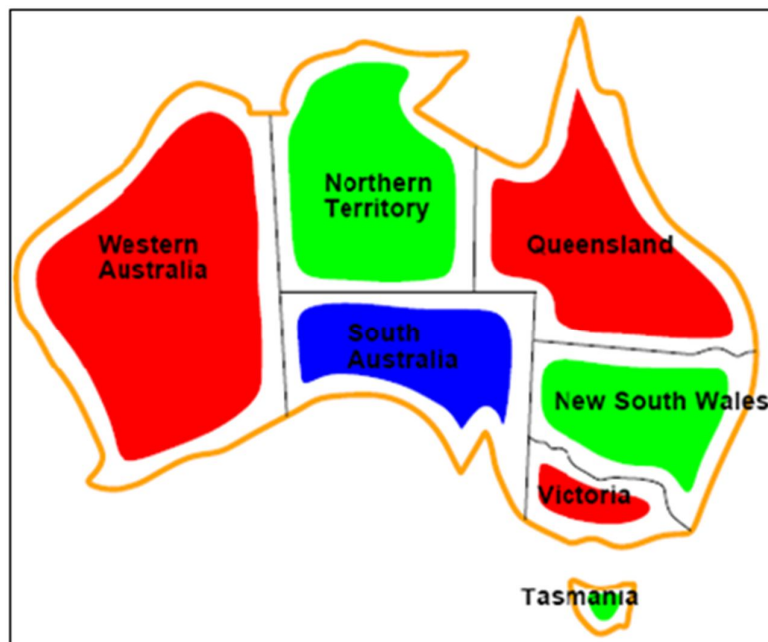 Northern
Territory
Western
Australia
Queensland
South
Australia
New South Wales
Victoria
Tasmania